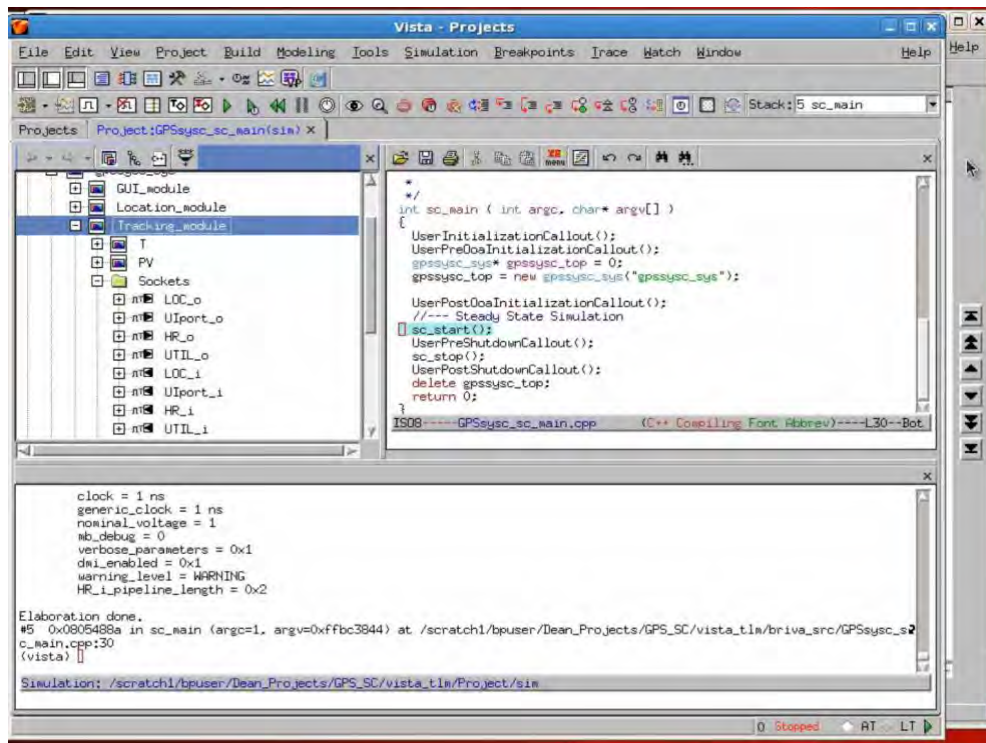 Vista - Projects
File Edit View Project Build Modeling Tools Simulation Breakpoints Trace Watch Window Help
Help
Stack: 5 sc_main
Projects Project:GPSsysc_sc_main(sim) ×
GUI_module
Location_module
Tracking_module
T
PV
Sockets
LOC_o
UIport_o
HR_o
UTIL_o
LOC_i
UIport_i
HR_i
UTIL_i
*
*/
int sc_main ( int argc, char* argv[] )
{
UserInitializationCallout();
UserPreOoaInitializationCallout();
gpssysc_sys* gpssysc_top = 0;
gpssysc_top = new gpssysc_sys("gpssysc_sys");
UserPostOoaInitializationCallout();
//--- Steady State Simulation
sc_start();
UserPreShutdownCallout();
sc_stop();
UserPostShutdownCallout();
delete gpssysc_top;
return 0;
}
ISO8-----GPSsysc_sc_main.cpp (C++ Compiling Font Abbrev)----L30--Bot
clock = 1 ns
generic_clock = 1 ns
nominal_voltage = 1
mb_debug = 0
verbose_parameters = 0x1
dmi_enabled = 0x1
warning_level = WARNING
HR_i_pipeline_length = 0x2
Elaboration done.
#5 0x0805488a in sc_main (argc=1, argv=0xffbc3844) at /scratch1/bpuser/Dean_Projects/GPS_SC/vista_tlm/briva_src/GPSsysc_s
c_main.cpp:30
(vista)
Simulation: /scratch1/bpuser/Dean_Projects/GPS_SC/vista_tlm/Project/sim
0 Stopped AT LT